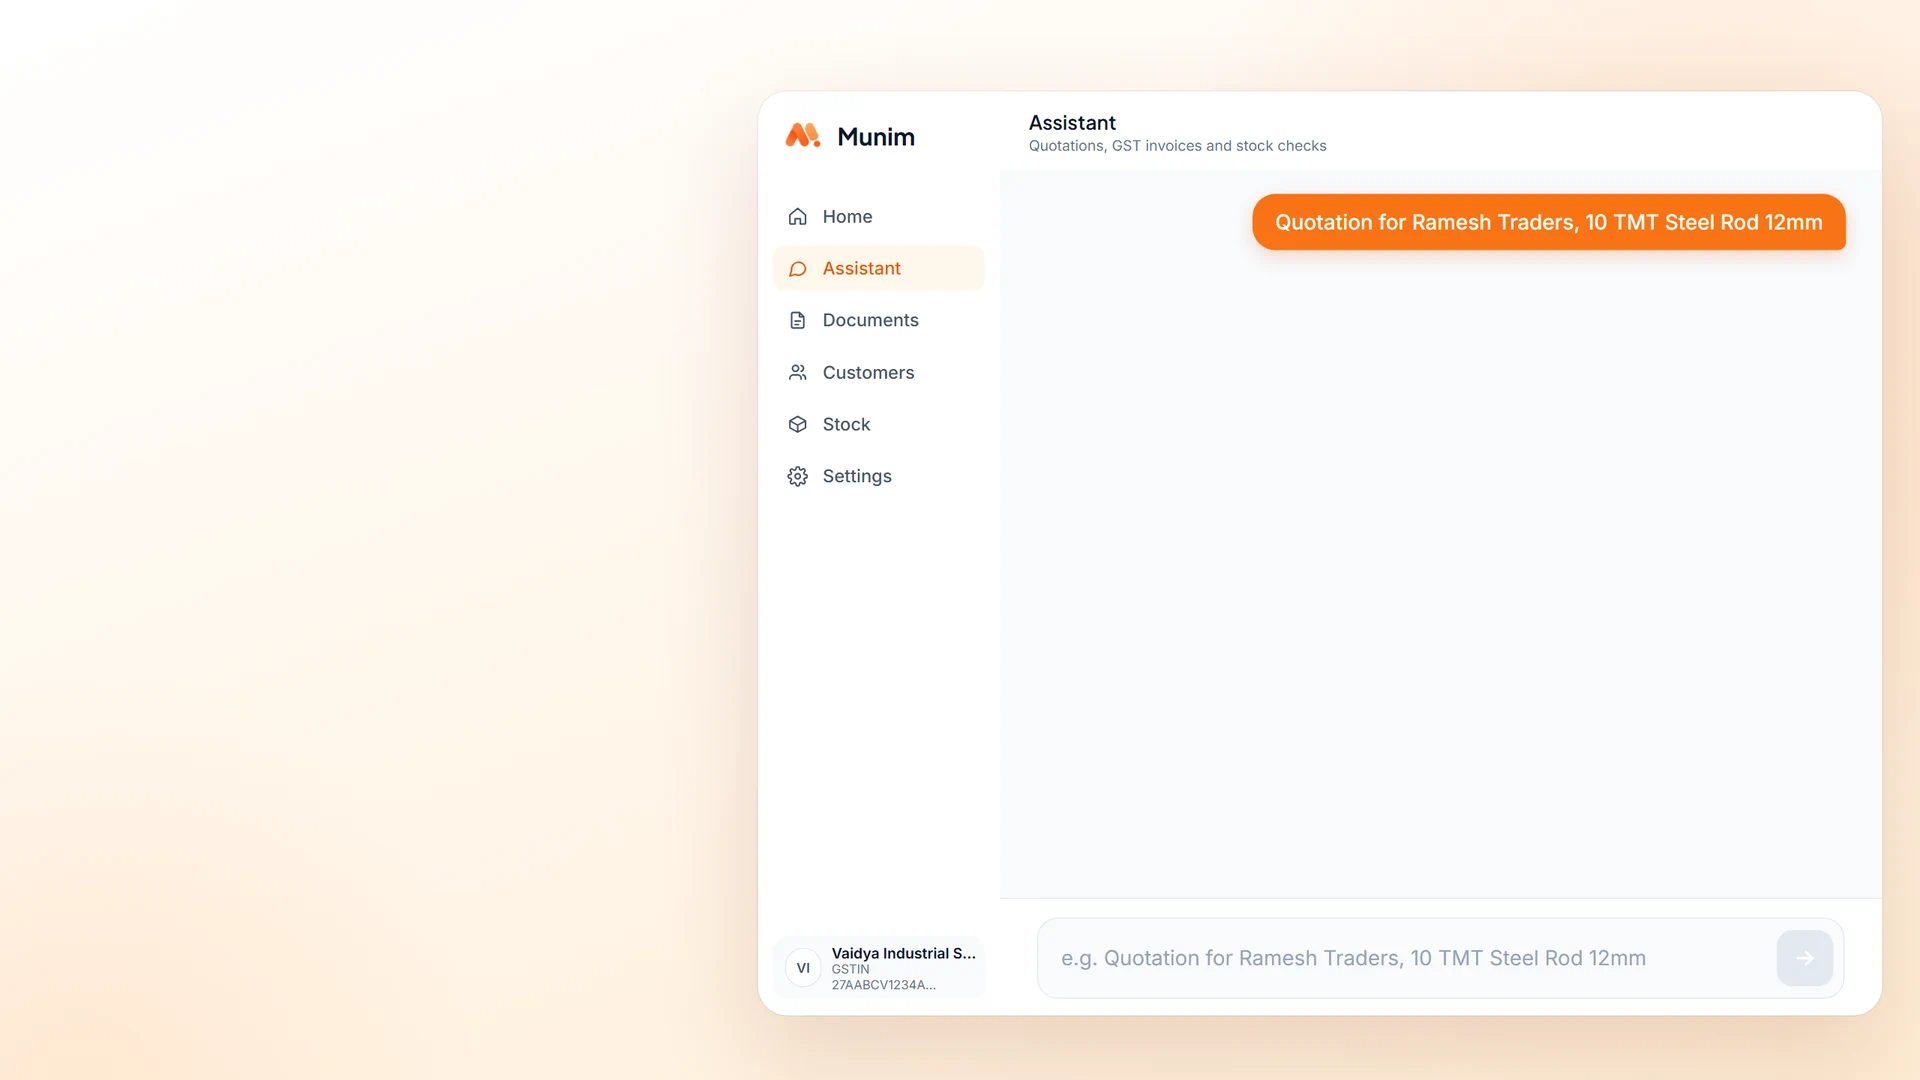 Munim
Home
Assistant
Documents
Customers
Stock
Settings
VI
Vaidya Industrial S...
GSTIN
27AABCV1234A...
Assistant
Quotations, GST invoices and stock checks
Quotation for Ramesh Traders, 10 TMT Steel Rod 12mm
e.g. Quotation for Ramesh Traders, 10 TMT Steel Rod 12mm